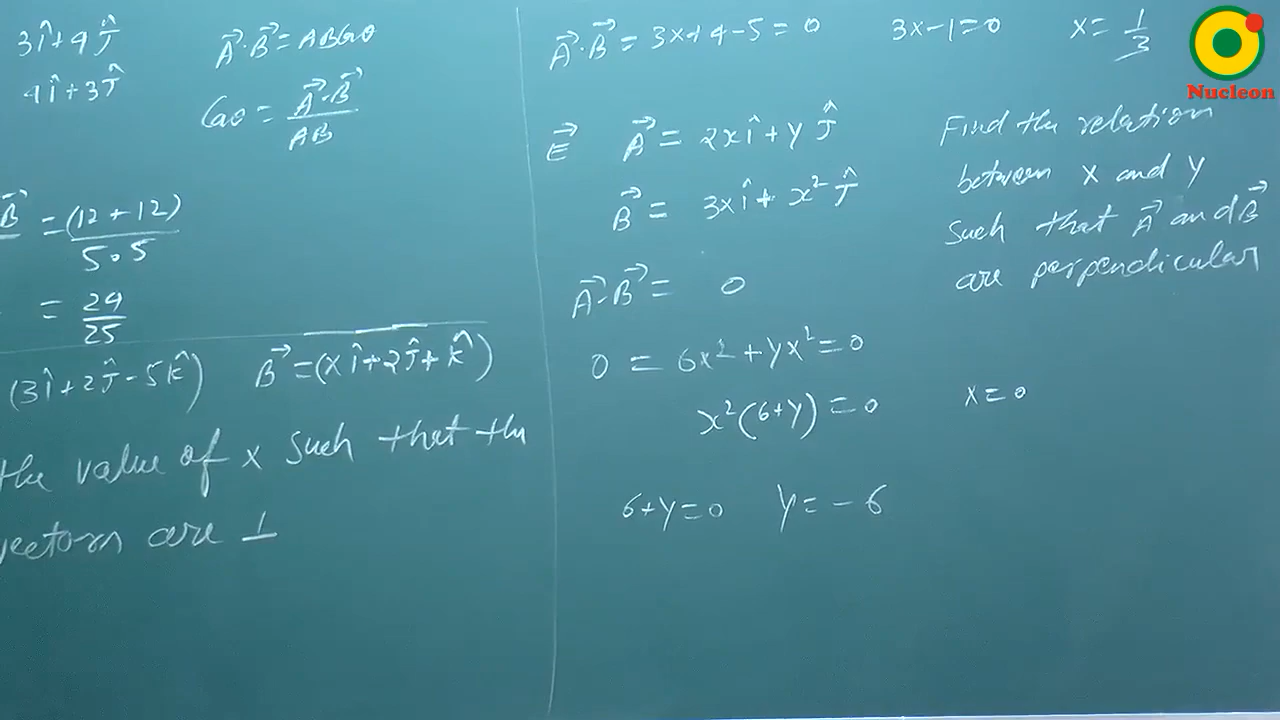 3î+4ĵ
4î+3ĵ
A⃗·B⃗ = AB Cosθ
Cosθ = A⃗·B⃗ / AB
B⃗ = (12+12) / 5·5
= 24 / 25
(3î+2ĵ-5k̂) B⃗ = (xî+2ĵ+k̂)
the value of x such that the
vectors are ⊥
A⃗·B⃗ = 3x+4-5=0 3x-1=0 x= 1/3
E⃗ A⃗ = 2xî+yĵ
B⃗ = 3xî+x²ĵ
Find the relation
between x and y
such that A⃗ and B⃗
are perpendicular
A⃗·B⃗ = 0
0 = 6x²+yx²=0
x²(6+y)=0 x=0
6+y=0 y=-6
Nucleon